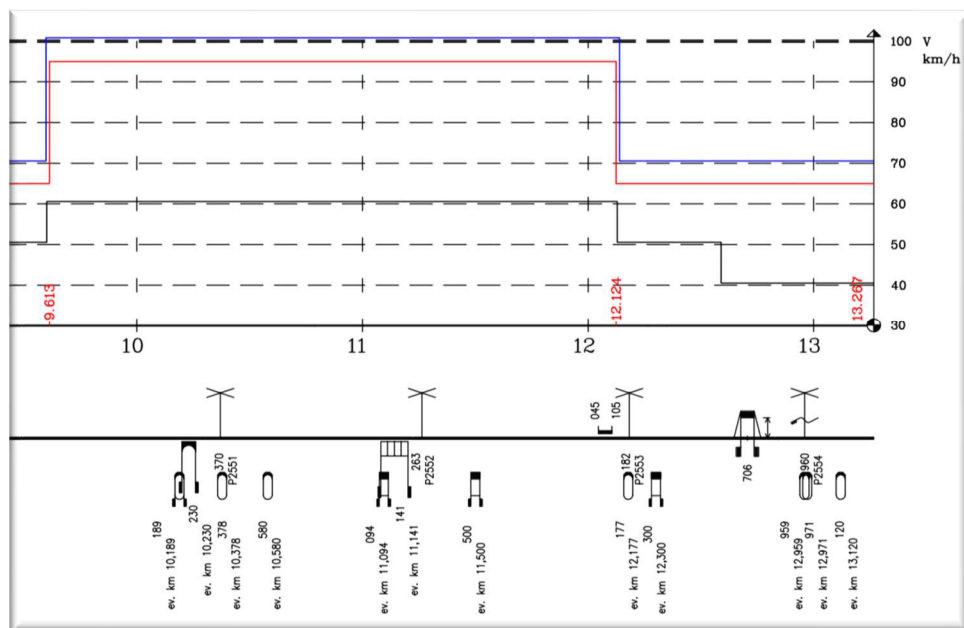 100 V
km/h
90
80
70
60
50
40
30
9.613
12.124
13.267
10 11 12 13
045
105
189
230
370
P2551
378
580
094
141
263
P2552
500
182
P2553
177
300
706
960
P2554
959
971
120
ev. km 10,189
ev. km 10,230
ev. km 10,378
ev. km 10,580
ev. km 11,094
ev. km 11,141
ev. km 11,500
ev. km 12,177
ev. km 12,300
ev. km 12,959
ev. km 12,971
ev. km 13,120